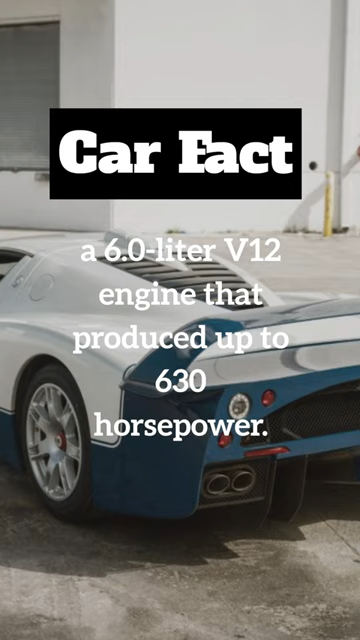 Car Fact
a 6.0-liter V12
engine that
produced up to
630
horsepower.